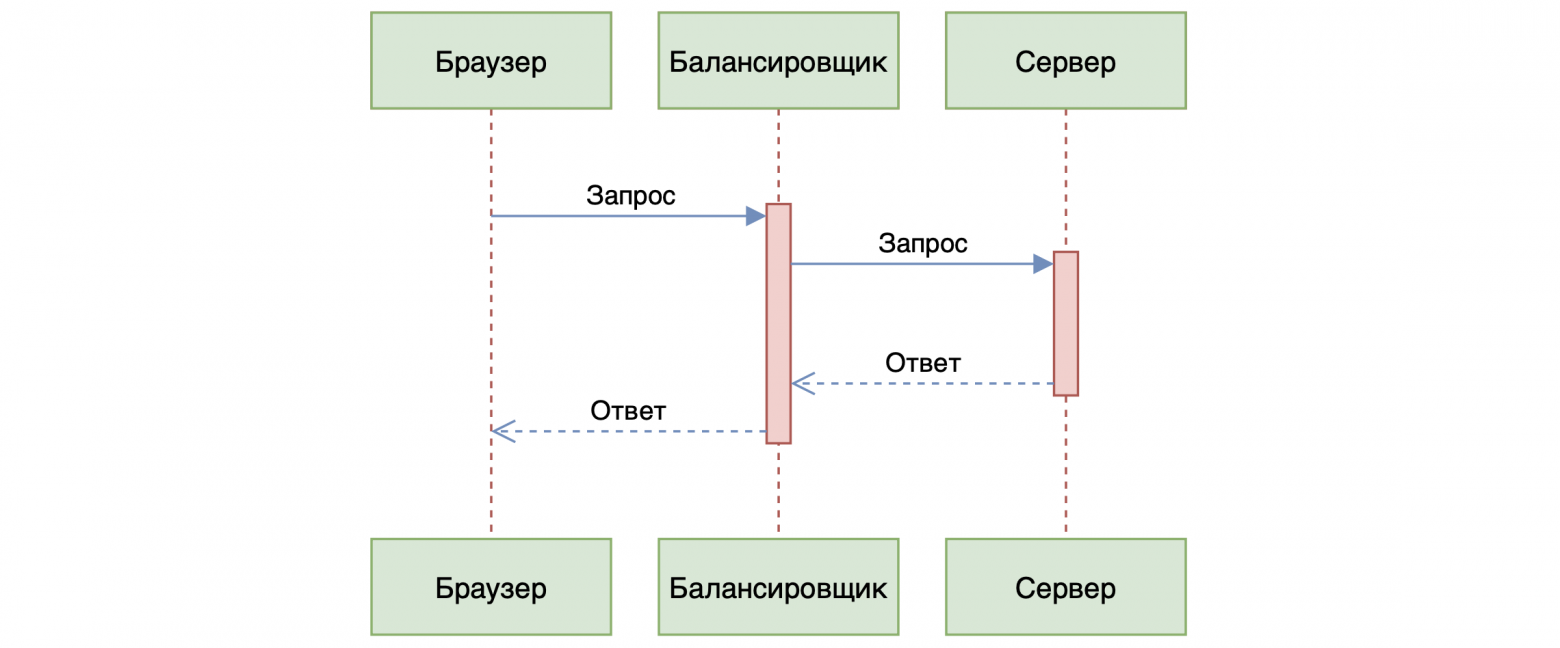 Браузер
Балансировщик
Сервер
Запрос
Запрос
Ответ
Ответ
Браузер
Балансировщик
Сервер